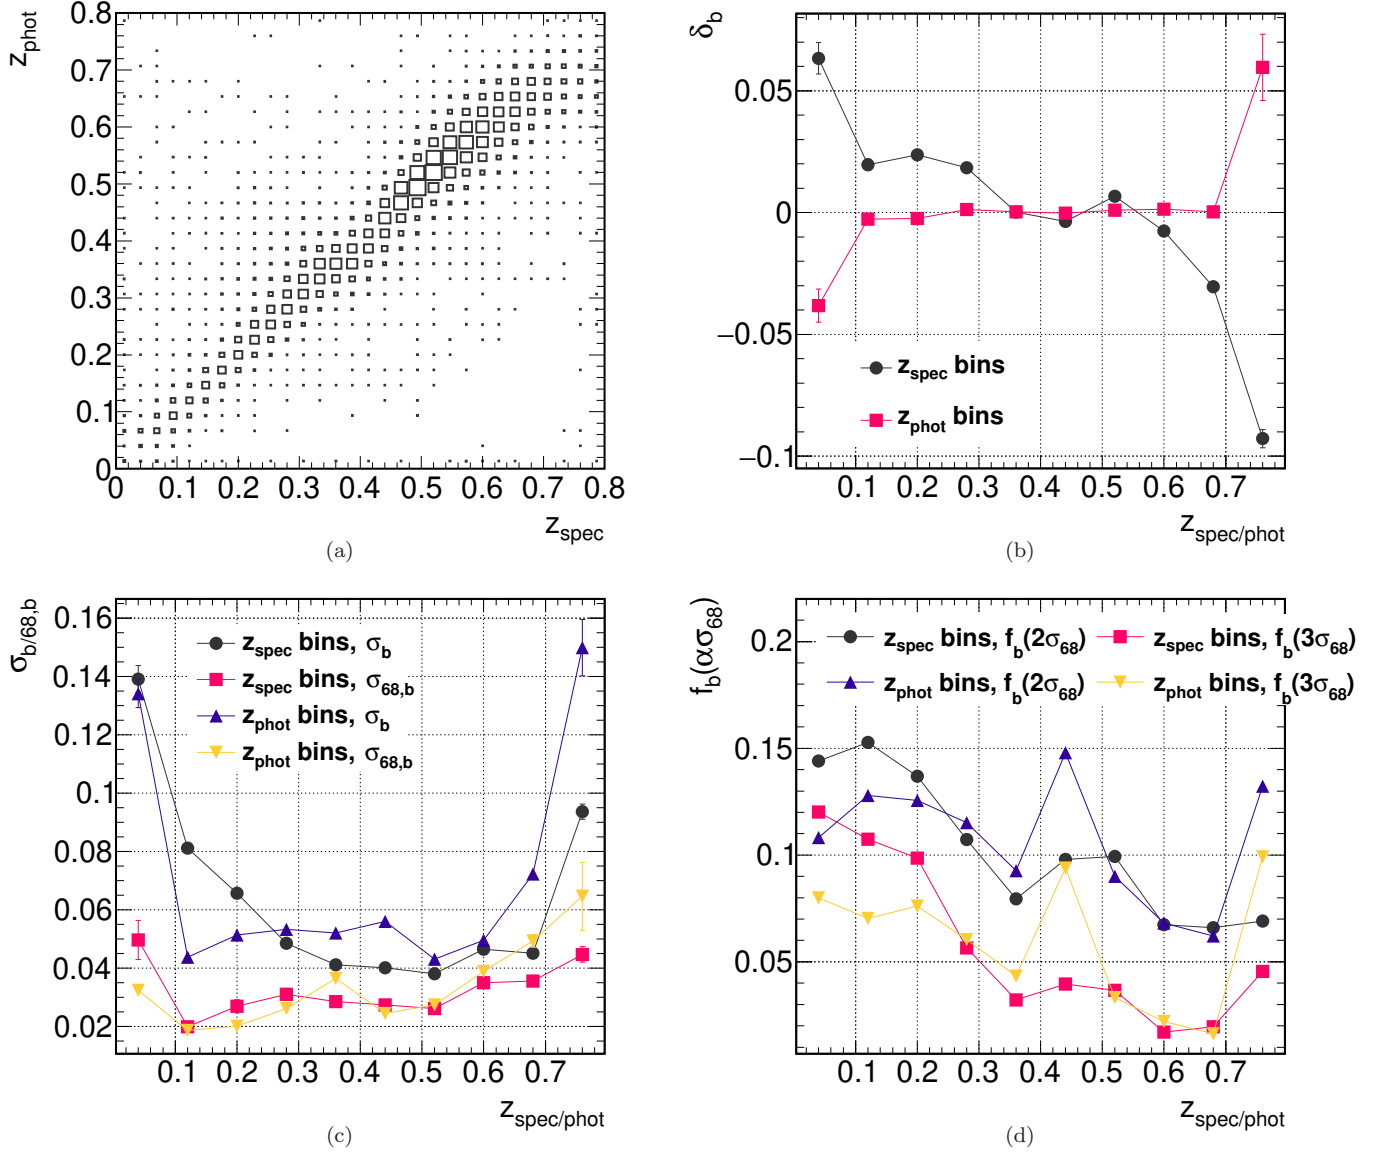 z_phot
0.8
0.7
0.6
0.5
0.4
0.3
0.2
0.1
0
0 0.1 0.2 0.3 0.4 0.5 0.6 0.7 0.8
z_spec
(a)
δ_b
0.05
0
−0.05
−0.1
z_spec bins
z_phot bins
0.1 0.2 0.3 0.4 0.5 0.6 0.7
z_spec/phot
(b)
σ_b/68,b
0.16
0.14
0.12
0.1
0.08
0.06
0.04
0.02
z_spec bins, σ_b
z_spec bins, σ_68,b
z_phot bins, σ_b
z_phot bins, σ_68,b
0.1 0.2 0.3 0.4 0.5 0.6 0.7
z_spec/phot
(c)
f_b(ασ_68)
0.2
0.15
0.1
0.05
z_spec bins, f_b(2σ_68) z_spec bins, f_b(3σ_68)
z_phot bins, f_b(2σ_68) z_phot bins, f_b(3σ_68)
0.1 0.2 0.3 0.4 0.5 0.6 0.7
z_spec/phot
(d)